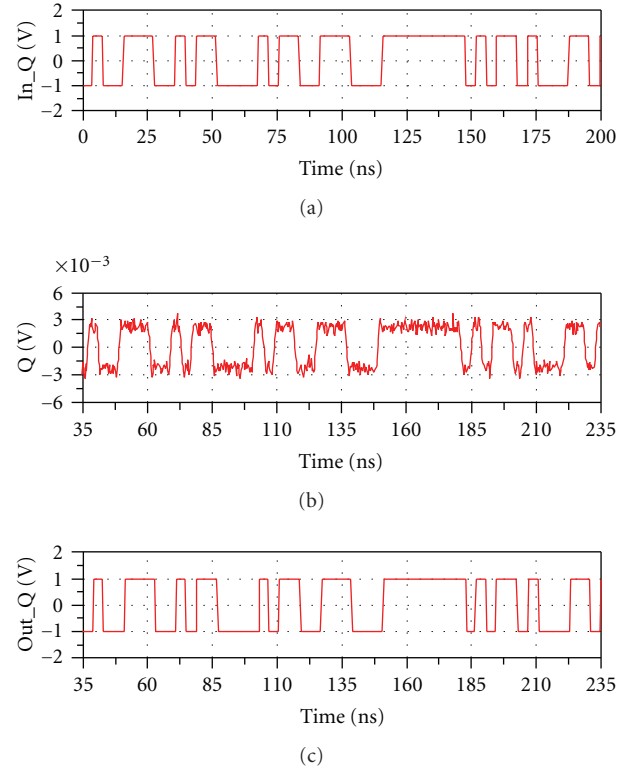 2
1
0
−1
−2
In_Q (V)
0 25 50 75 100 125 150 175 200
Time (ns)
(a)
×10−3
6
3
0
−3
−6
Q (V)
35 60 85 110 135 160 185 210 235
Time (ns)
(b)
2
1
0
−1
−2
Out_Q (V)
35 60 85 110 135 160 185 210 235
Time (ns)
(c)